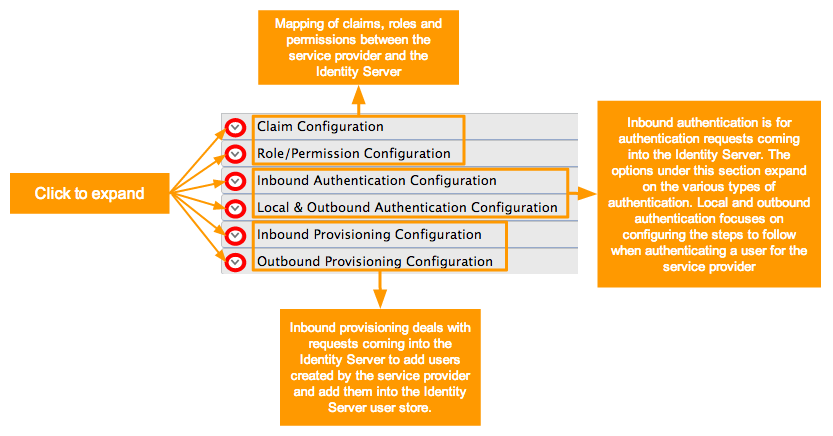 Mapping of claims, roles and
permissions between the
service provider and the
Identity Server
Claim Configuration
Role/Permission Configuration
Inbound Authentication Configuration
Local & Outbound Authentication Configuration
Inbound Provisioning Configuration
Outbound Provisioning Configuration
Click to expand
Inbound authentication is for
authentication requests coming
into the Identity Server. The
options under this section expand
on the various types of
authentication. Local and outbound
authentication focuses on
configuring the steps to follow
when authenticating a user for the
service provider
Inbound provisioning deals with
requests coming into the
Identity Server to add users
created by the service provider
and add them into the Identity
Server user store.